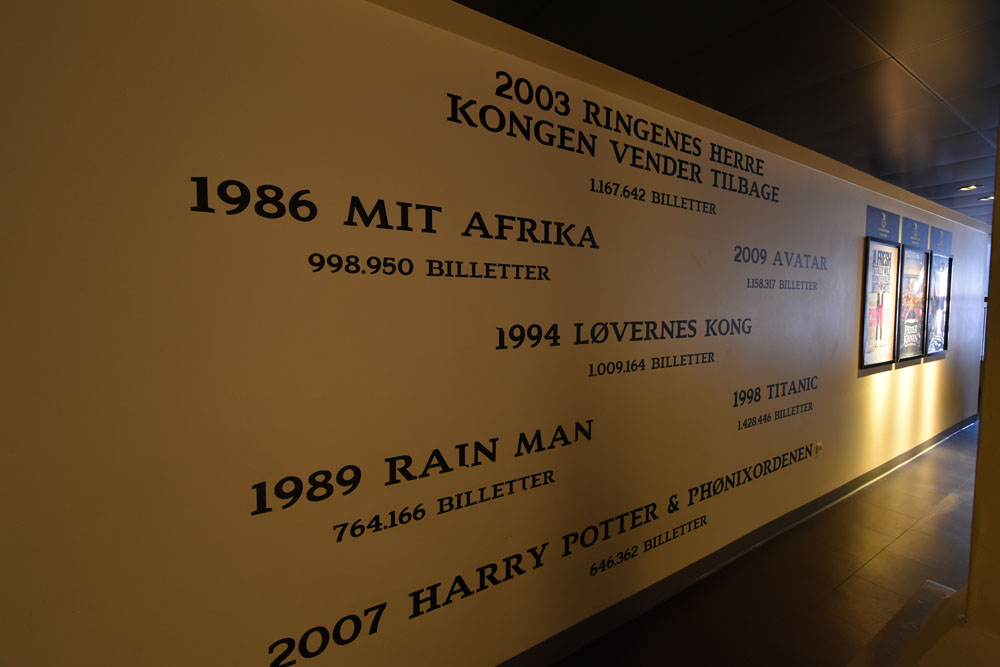 2003 RINGENES HERRE
KONGEN VENDER TILBAGE
1.167.642 BILLETTER
1986 MIT AFRIKA
998.950 BILLETTER
2009 AVATAR
1.158.317 BILLETTER
1994 LØVERNES KONG
1.009.164 BILLETTER
1998 TITANIC
1.428.446 BILLETTER
1989 RAIN MAN
764.166 BILLETTER
2007 HARRY POTTER & PHØNIXORDENEN
646.362 BILLETTER
A FRESH